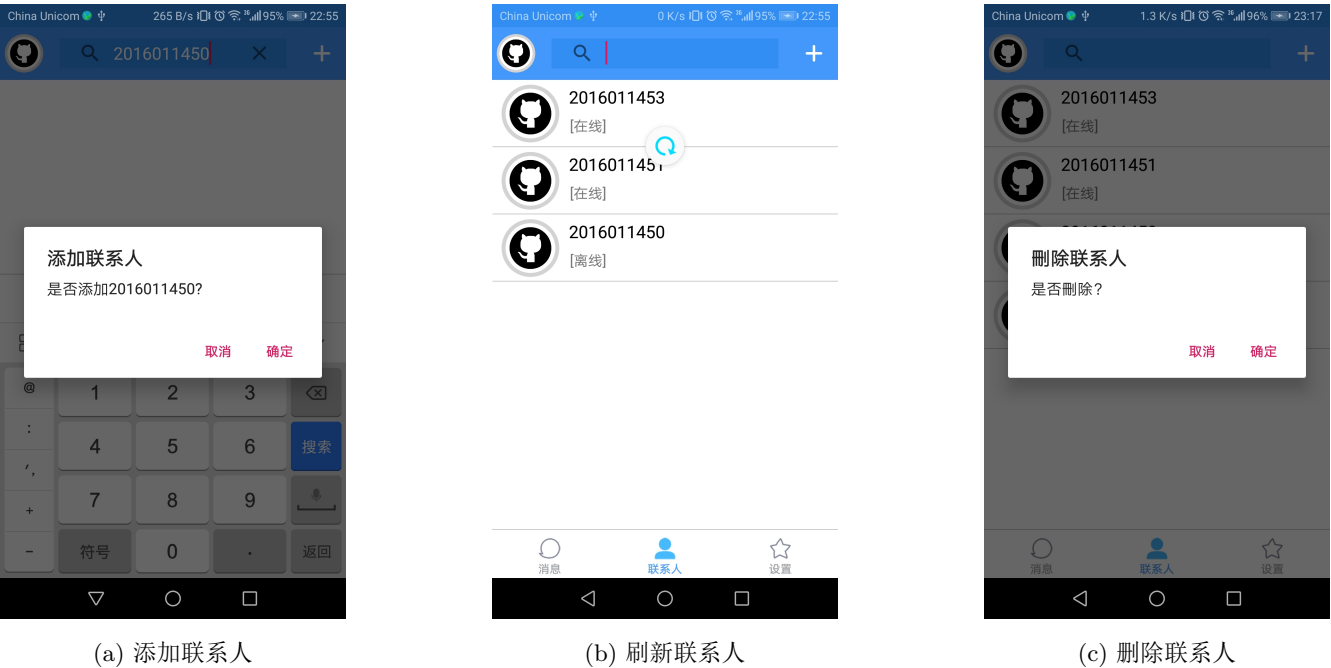 China Unicom 265 B/s 95% 22:55
2016011450
添加联系人
是否添加2016011450?
取消 确定
@ 1 2 3
: 4 5 6 搜索
', 7 8 9
+
- 符号 0 . 返回
(a) 添加联系人
China Unicom 0 K/s 95% 22:55
2016011453
[在线]
2016011451
[在线]
2016011450
[离线]
消息 联系人 设置
(b) 刷新联系人
China Unicom 1.3 K/s 96% 23:17
2016011453
[在线]
2016011451
[在线]
刪除联系人
是否刪除?
取消 确定
消息 联系人 设置
(c) 删除联系人